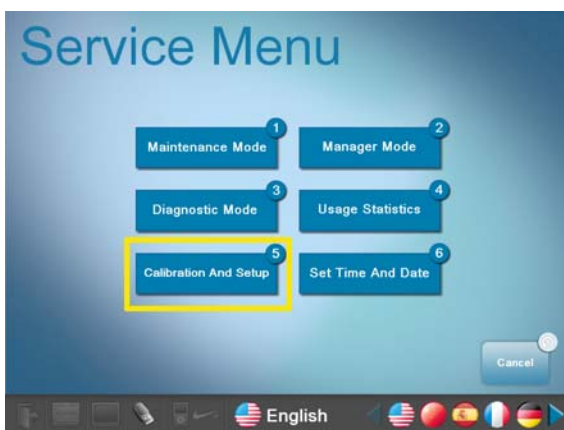 Service Menu
1
2
Maintenance Mode
Manager Mode
3
4
Diagnostic Mode
Usage Statistics
5
6
Calibration And Setup
Set Time And Date
Cancel
English